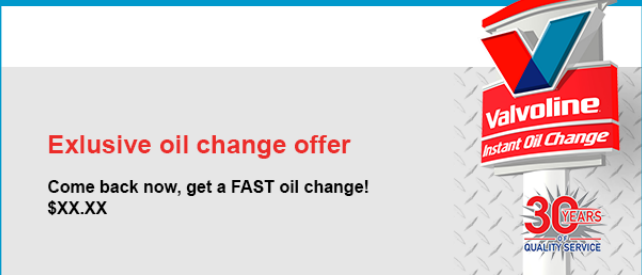 Valvoline
Instant Oil Change
Exlusive oil change offer
Come back now, get a FAST oil change!
$XX.XX
30 YEARS
OF
QUALITY SERVICE